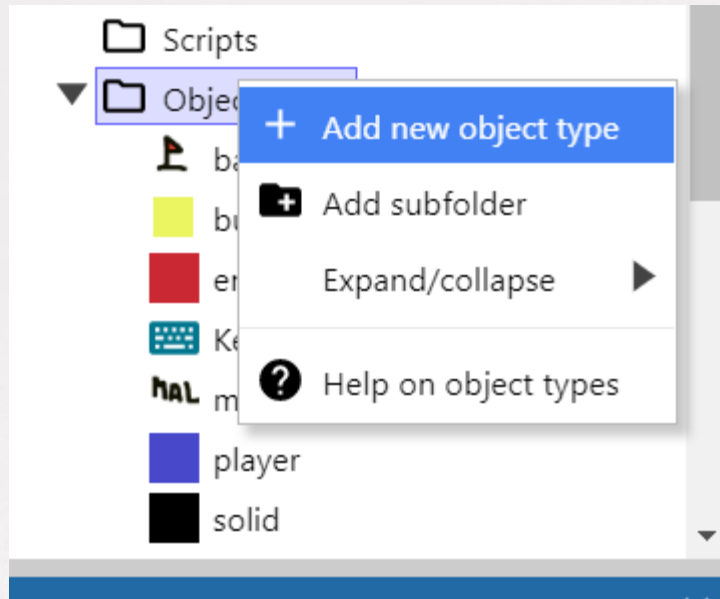 Scripts
Add new object type
Add subfolder
Expand/collapse
Help on object types
player
solid